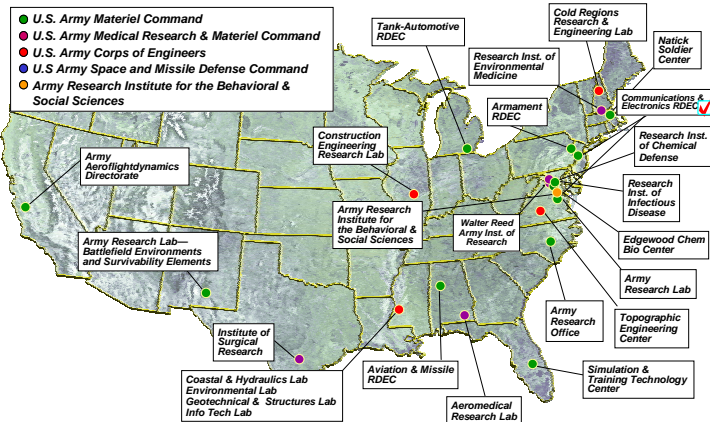 U.S. Army Materiel Command
U.S. Army Medical Research & Materiel Command
U.S. Army Corps of Engineers
U.S Army Space and Missile Defense Command
Army Research Institute for the Behavioral &
Social Sciences
Tank-Automotive
RDEC
Cold Regions
Research &
Engineering Lab
Natick
Soldier
Center
Research Inst. of
Environmental
Medicine
Communications &
Electronics RDEC
Armament
RDEC
Construction
Engineering
Research Lab
Research Inst.
of Chemical
Defense
Army
Aeroflightdynamics
Directorate
Research
Inst. of
Infectious
Disease
Army Research
Institute for
the Behavioral &
Social Sciences
Walter Reed
Army Inst. of
Research
Army Research Lab—
Battlefield Environments
and Survivability Elements
Edgewood Chem
Bio Center
Army
Research Lab
Army
Research
Office
Topographic
Engineering
Center
Institute of
Surgical
Research
Coastal & Hydraulics Lab
Environmental Lab
Geotechnical & Structures Lab
Info Tech Lab
Aviation & Missile
RDEC
Simulation &
Training Technology
Center
Aeromedical
Research Lab